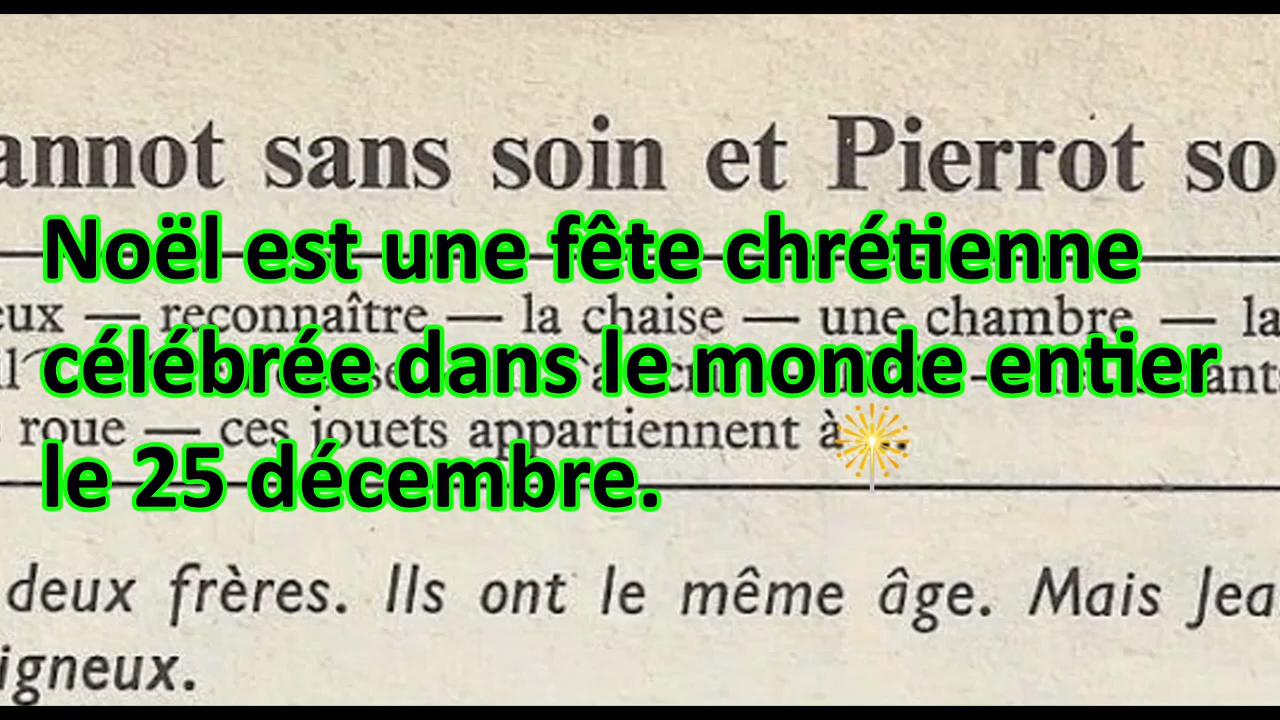 annot sans soin et Pierrot so
Noël est une fête chrétienne
eux — reconnaître — la chaise — une chambre — la
célébrée dans le monde entier
roue — ces jouets appartiennent à
le 25 décembre.
deux frères. Ils ont le même âge. Mais Jea
igneux.